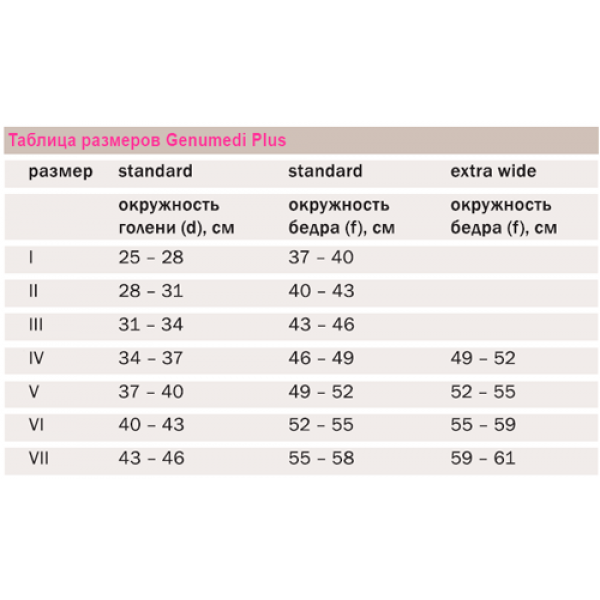 Таблица размеров Genumedi Plus
размер standard standard extra wide
окружность окружность окружность
голени (d), см бедра (f), см бедра (f), см
I 25 – 28 37 – 40
II 28 – 31 40 – 43
III 31 – 34 43 – 46
IV 34 – 37 46 – 49 49 – 52
V 37 – 40 49 – 52 52 – 55
VI 40 – 43 52 – 55 55 – 59
VII 43 – 46 55 – 58 59 – 61